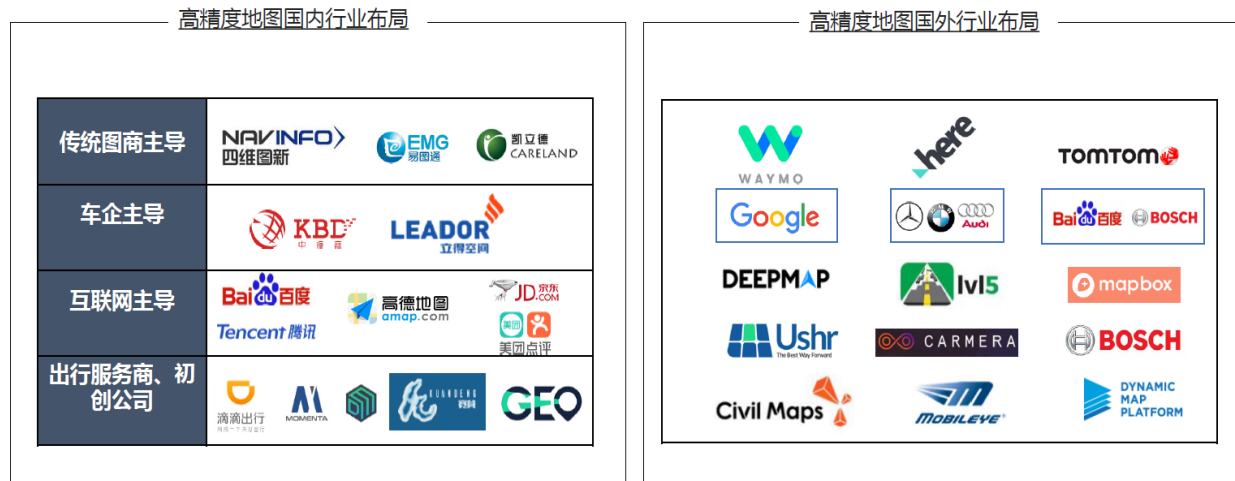 高精度地图国内行业布局
高精度地图国外行业布局
传统图商主导
NAVINFO
四维图新
EMG
易图通
凯立德
CARELAND
车企主导
KBD
LEADOR
立得空间
互联网主导
Bai du 百度
高德地图
amap.com
JD.COM 京东
Tencent 腾讯
美团
美团点评
出行服务商、初
创公司
滴滴出行
MOMENTA
KUANDENG
GEO
WAYMO
here
TOMTOM
Google
Audi
Bai du 百度
BOSCH
DEEPMAP
lvl5
mapbox
Ushr
The Best Way Forward
CARMERA
BOSCH
Civil Maps
MOBILEYE
DYNAMIC
MAP
PLATFORM